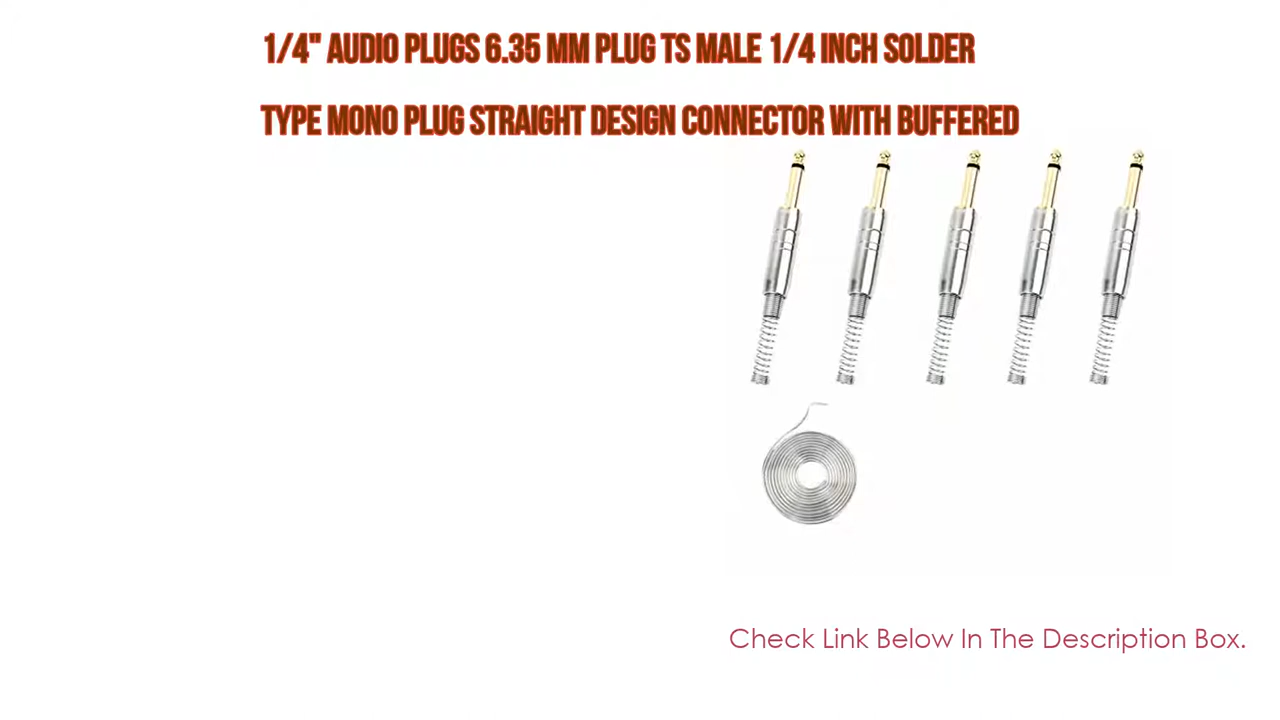 1/4" AUDIO PLUGS 6.35 MM PLUG TS MALE 1/4 INCH SOLDER
TYPE MONO PLUG STRAIGHT DESIGN CONNECTOR WITH BUFFERED
Check Link Below In The Description Box.